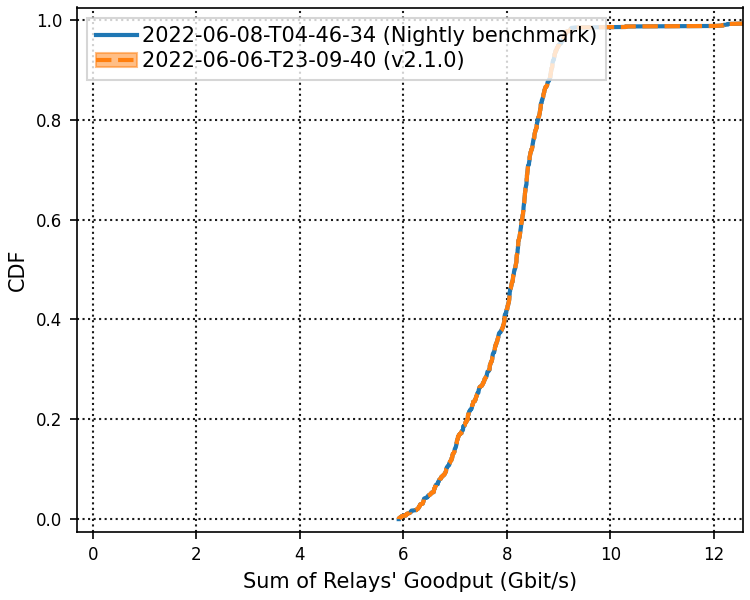 1.0
0.8
0.6
0.4
0.2
0.0
CDF
2022-06-08-T04-46-34 (Nightly benchmark)
2022-06-06-T23-09-40 (v2.1.0)
0 2 4 6 8 10 12
Sum of Relays' Goodput (Gbit/s)